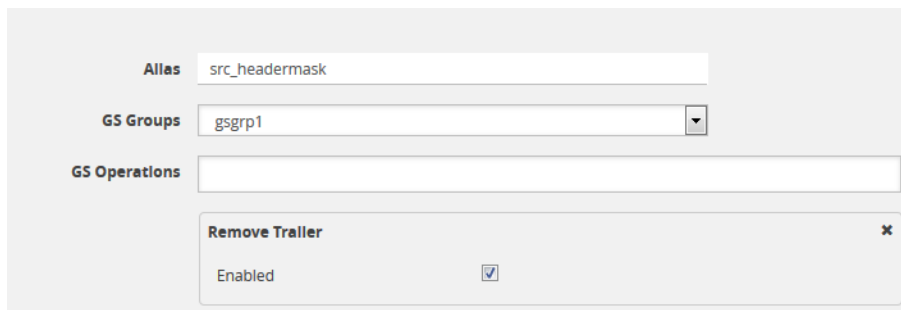 Alias
src_headermask
GS Groups
gsgrp1
GS Operations
Remove Trailer
Enabled